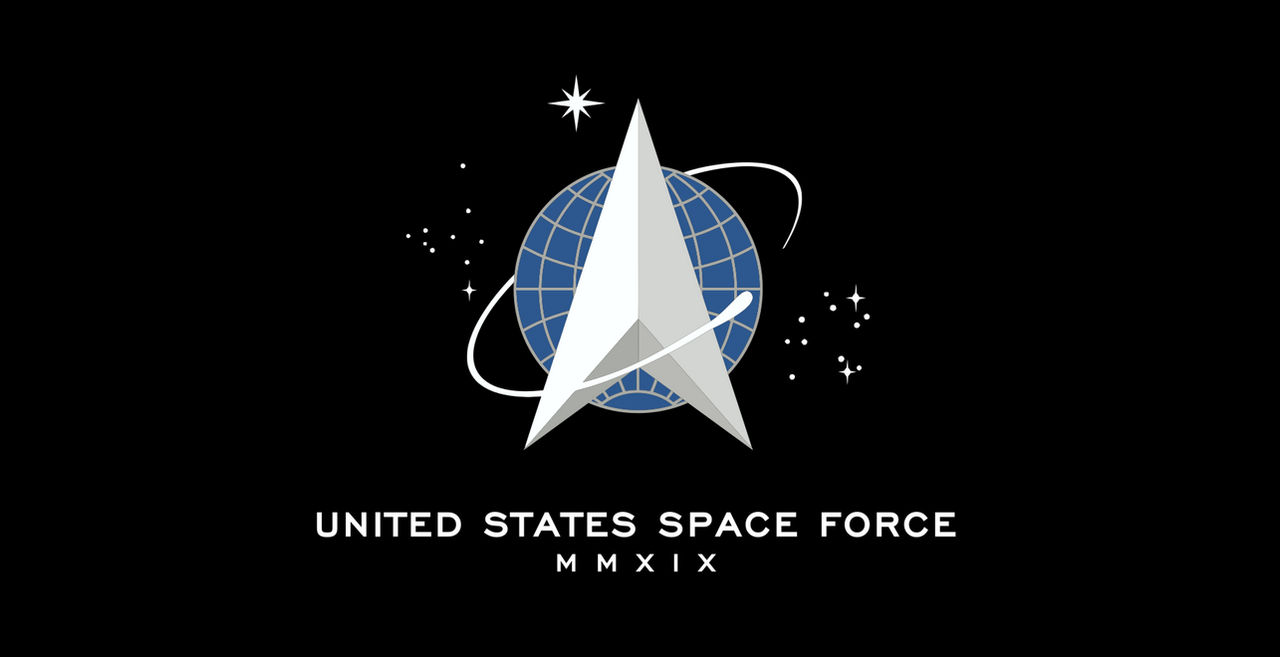 UNITED STATES SPACE FORCE
MMXIX